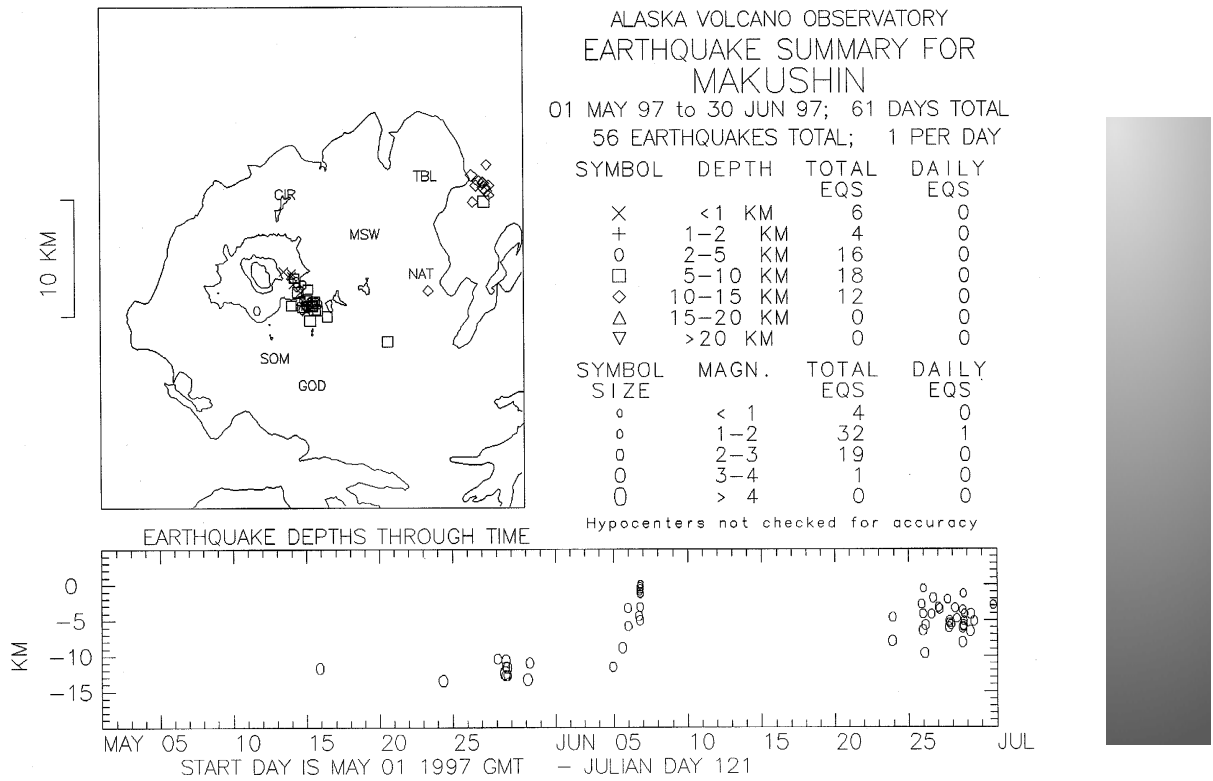 ALASKA VOLCANO OBSERVATORY
EARTHQUAKE SUMMARY FOR
MAKUSHIN
01 MAY 97 to 30 JUN 97; 61 DAYS TOTAL
56 EARTHQUAKES TOTAL; 1 PER DAY
SYMBOL DEPTH TOTAL DAILY
EQS EQS
<1 KM 6 0
1-2 KM 4 0
2-5 KM 16 0
5-10 KM 18 0
10-15 KM 12 0
15-20 KM 0 0
>20 KM 0 0
SYMBOL MAGN. TOTAL DAILY
SIZE EQS EQS
< 1 4 0
1-2 32 1
2-3 19 0
3-4 1 0
> 4 0 0
Hypocenters not checked for accuracy
10 KM
TBL
CIR
MSW
NAT
SOM
GOD
EARTHQUAKE DEPTHS THROUGH TIME
KM
0
-5
-10
-15
MAY 05 10 15 20 25 JUN 05 10 15 20 25 JUL
START DAY IS MAY 01 1997 GMT - JULIAN DAY 121